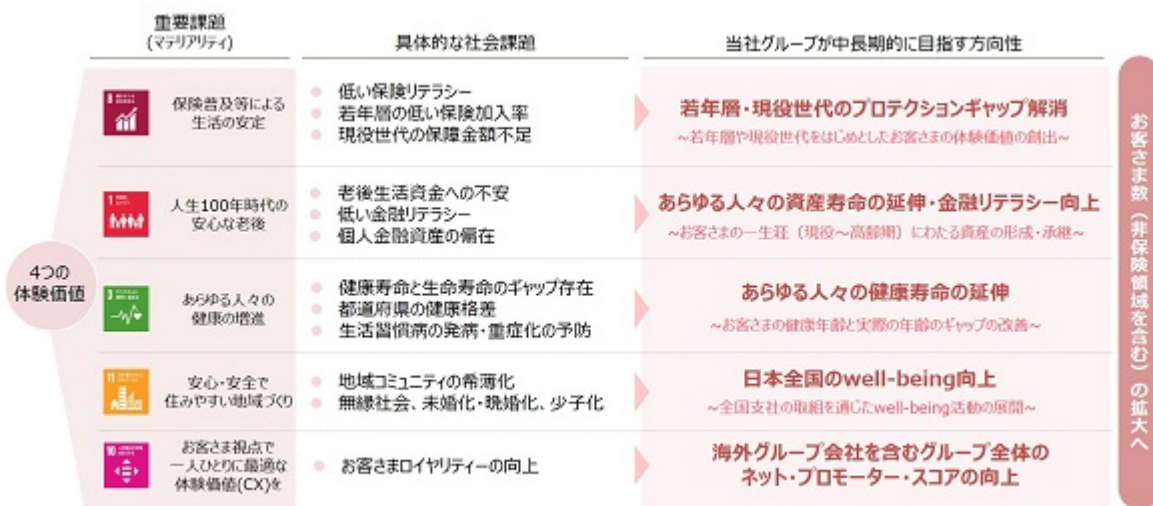 重要課題
(マテリアリティ)
具体的な社会課題
当社グループが中長期的に目指す方向性
4つの
体験価値
8
保険普及等による
生活の安定
低い保険リテラシー
若年層の低い保険加入率
現役世代の保障金額不足
若年層・現役世代のプロテクションギャップ解消
~若年層や現役世代をはじめとしたお客さまの体験価値の創出~
1
人生100年時代の
安心な老後
老後生活資金への不安
低い金融リテラシー
個人金融資産の偏在
あらゆる人々の資産寿命の延伸・金融リテラシー向上
~お客さまの一生涯（現役～高齢期）にわたる資産の形成・承継~
3
あらゆる人々の
健康の増進
健康寿命と生命寿命のギャップ存在
都道府県の健康格差
生活習慣病の発病・重症化の予防
あらゆる人々の健康寿命の延伸
~お客さまの健康年齢と実際の年齢のギャップの改善~
11
安心・安全で
住みやすい地域づくり
地域コミュニティの希薄化
無縁社会、未婚化・晩婚化、少子化
日本全国のwell-being向上
~全国支社の取組を通じたwell-being活動の展開~
10
お客さま視点で
一人ひとりに最適な
体験価値(CX)を
お客さまロイヤリティーの向上
海外グループ会社を含むグループ全体の
ネット・プロモーター・スコアの向上
お客さま数（非保険領域を含む）の拡大へ